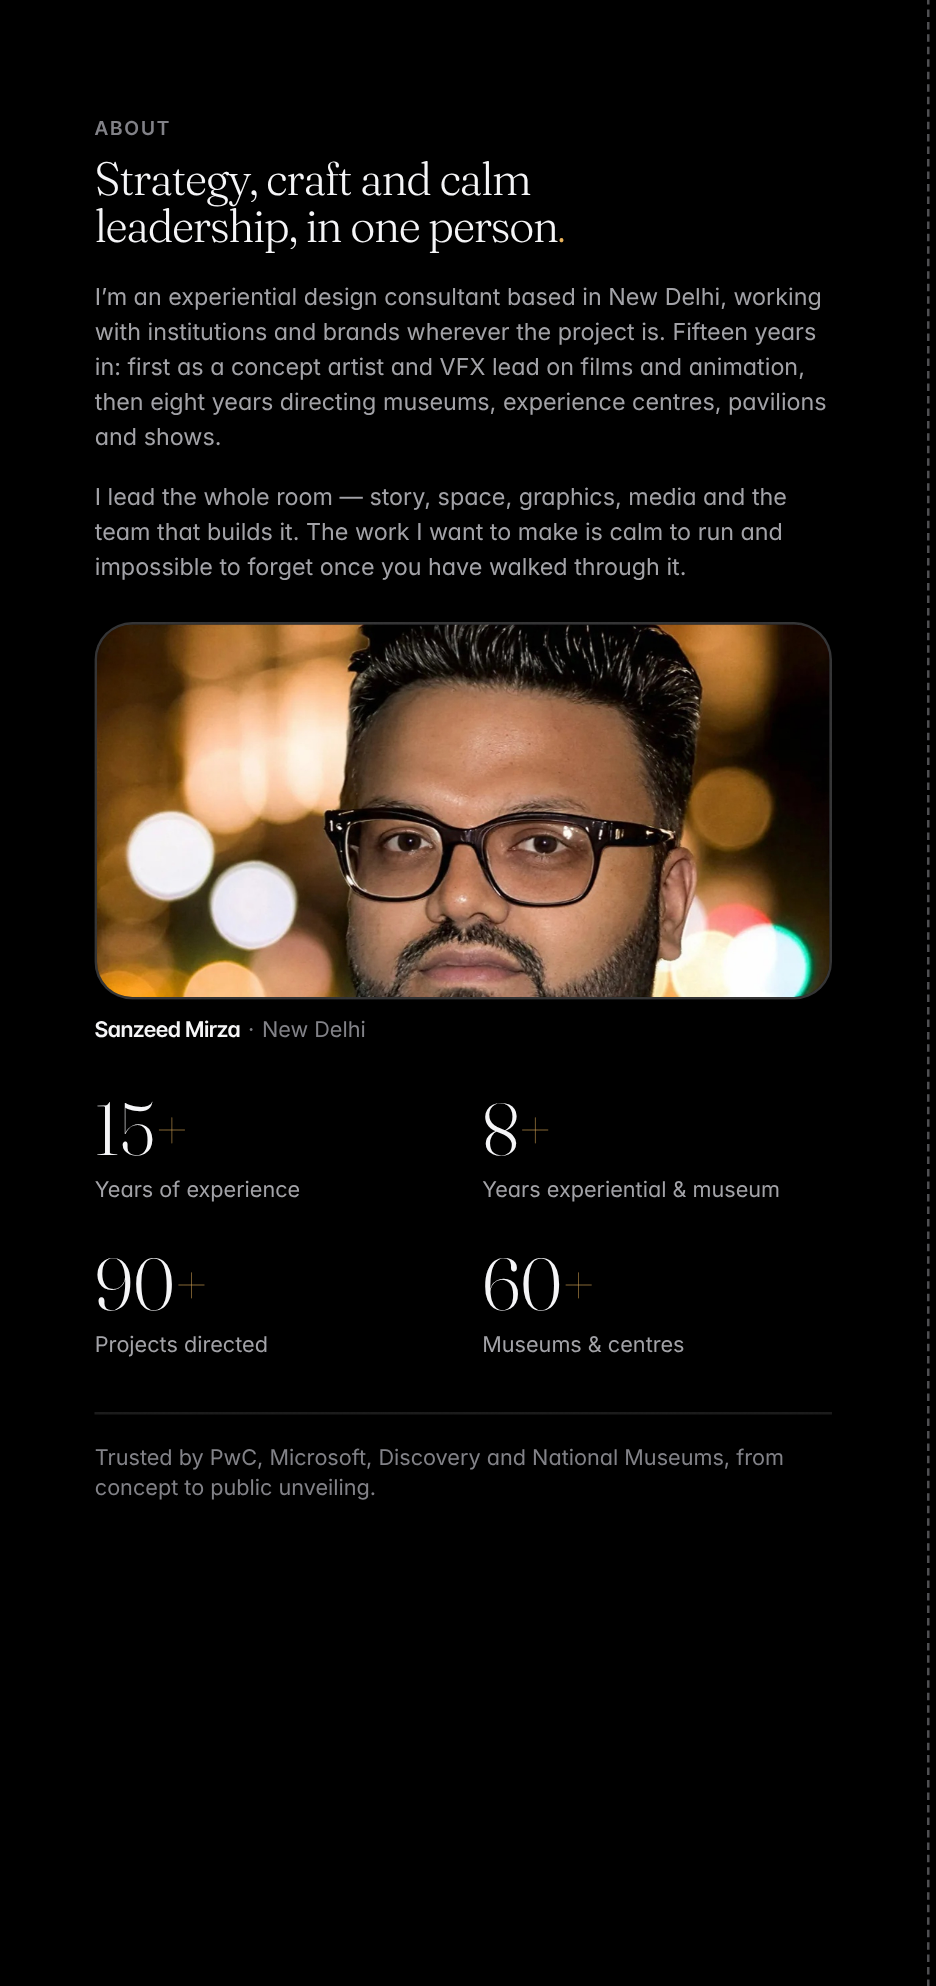 ABOUT
Strategy, craft and calm
leadership, in one person.
I’m an experiential design consultant based in New Delhi, working
with institutions and brands wherever the project is. Fifteen years
in: first as a concept artist and VFX lead on films and animation,
then eight years directing museums, experience centres, pavilions
and shows.
I lead the whole room — story, space, graphics, media and the
team that builds it. The work I want to make is calm to run and
impossible to forget once you have walked through it.
Sanzeed Mirza · New Delhi
15+ 8+
Years of experience Years experiential & museum
90+ 60+
Projects directed Museums & centres
Trusted by PwC, Microsoft, Discovery and National Museums, from
concept to public unveiling.